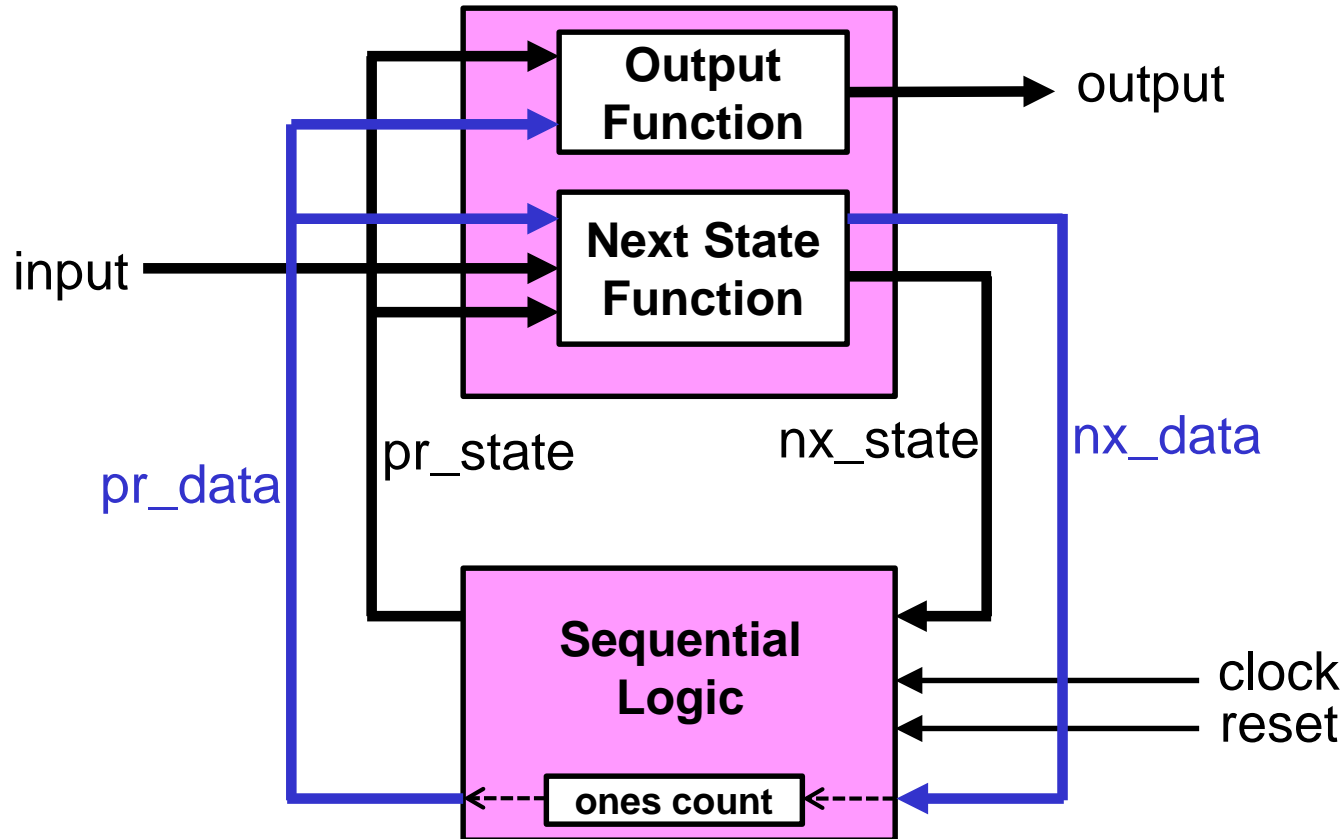 Output
Function
output
Next State
Function
input
pr_state
nx_state
nx_data
pr_data
Sequential
Logic
clock
reset
ones count